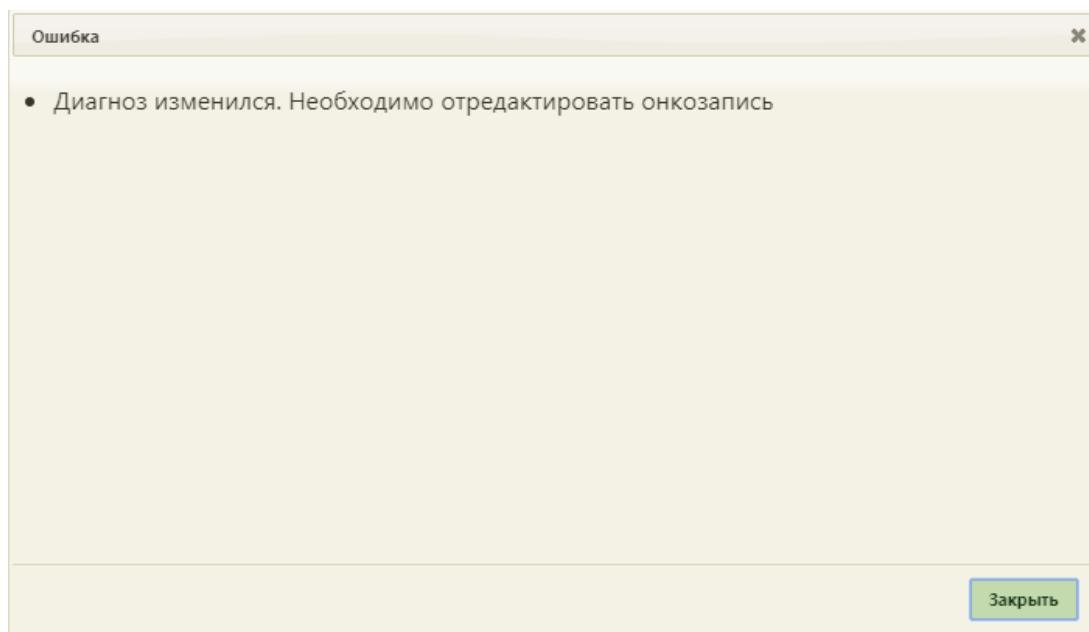 Ошибка
Диагноз изменился. Необходимо отредактировать онкозапись
Закрыть